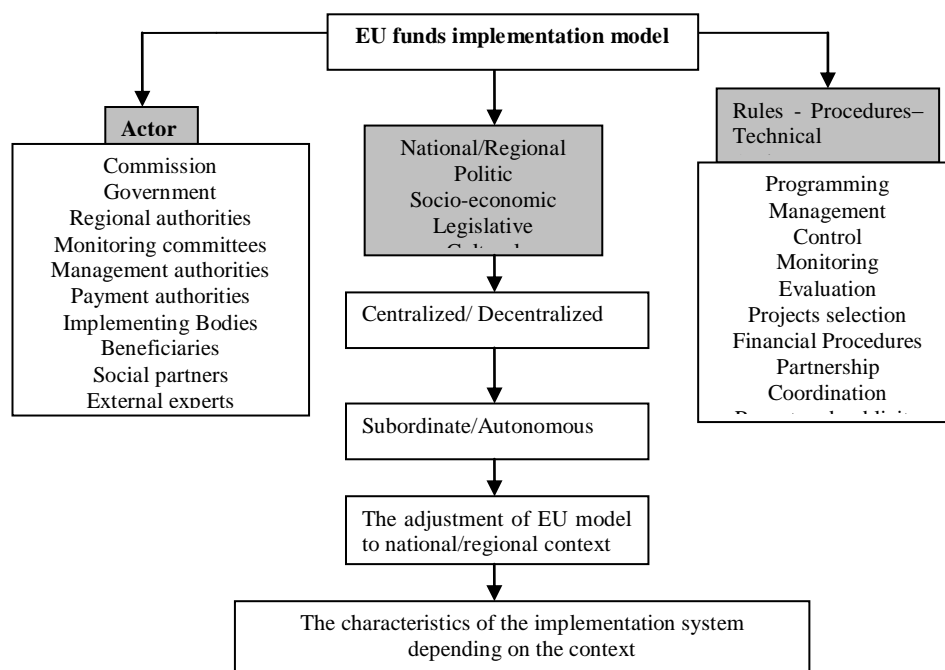 EU funds implementation model
Actor
Commission
Government
Regional authorities
Monitoring committees
Management authorities
Payment authorities
Implementing Bodies
Beneficiaries
Social partners
External experts
National/Regional
Politic
Socio-economic
Legislative
Rules - Procedures–
Technical
Programming
Management
Control
Monitoring
Evaluation
Projects selection
Financial Procedures
Partnership
Coordination
Centralized/ Decentralized
Subordinate/Autonomous
The adjustment of EU model
to national/regional context
The characteristics of the implementation system
depending on the context